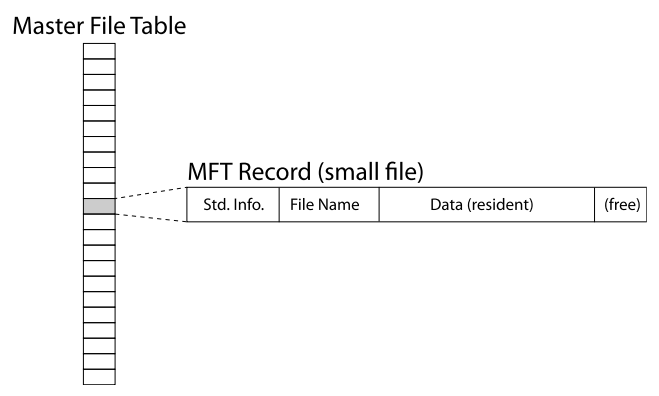 Master File Table
MFT Record (small file)
Std. Info. File Name Data (resident) (free)